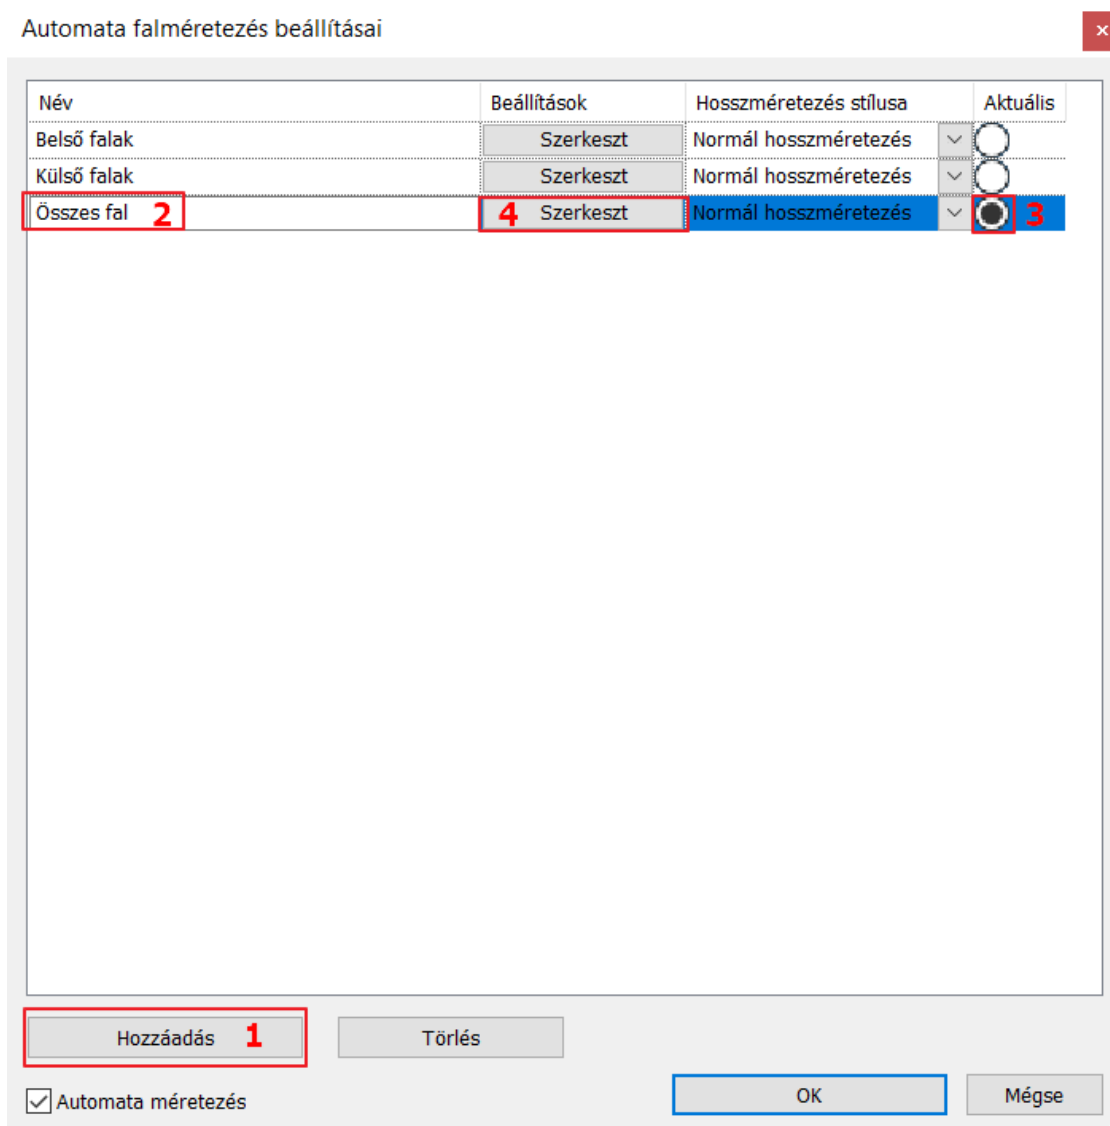 Automata falméretezés beállításai
Név Beállítások Hosszméretezés stílusa Aktuális
Belső falak Szerkeszt Normál hosszméretezés
Külső falak Szerkeszt Normál hosszméretezés
Összes fal 2 4 Szerkeszt Normál hosszméretezés 3
Hozzáadás 1 Törlés
Automata méretezés OK Mégse